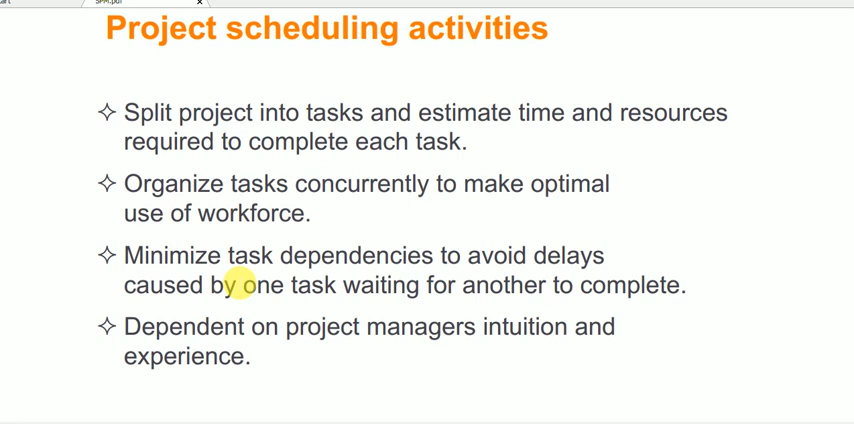 SPM.pdf
Project scheduling activities
Split project into tasks and estimate time and resources
required to complete each task.
Organize tasks concurrently to make optimal
use of workforce.
Minimize task dependencies to avoid delays
caused by one task waiting for another to complete.
Dependent on project managers intuition and
experience.